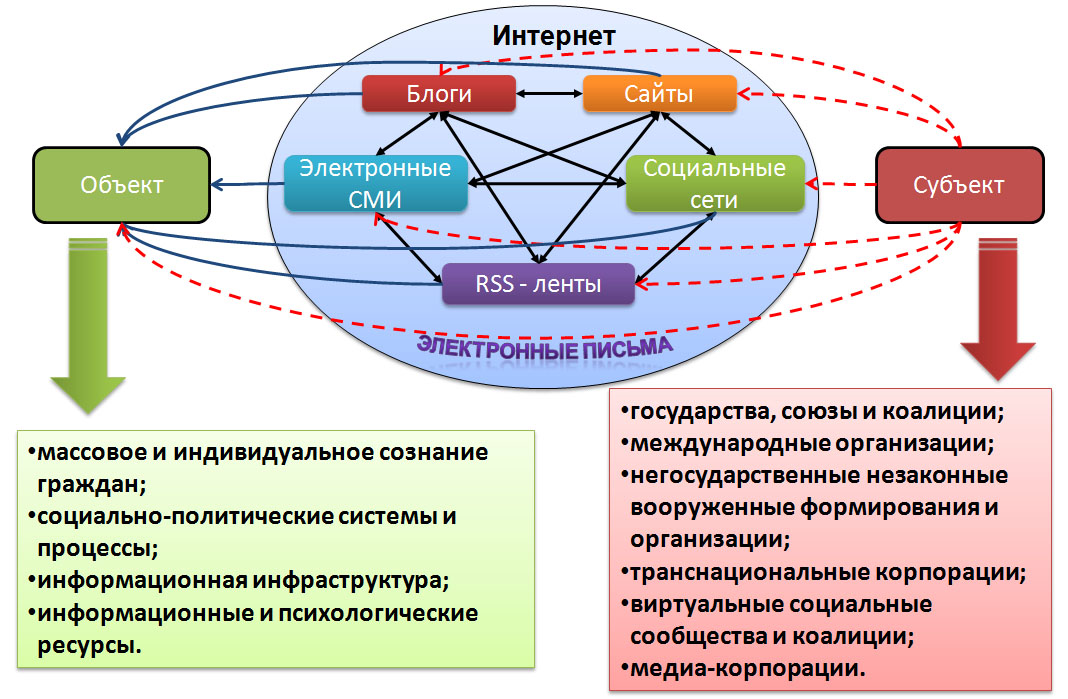 Интернет
Блоги
Сайты
Объект
Электронные
СМИ
Социальные
сети
Субъект
RSS - ленты
ЭЛЕКТРОННЫЕ ПИСЬМА
•массовое и индивидуальное сознание
граждан;
•социально-политические системы и
процессы;
•информационная инфраструктура;
•информационные и психологические
ресурсы.
•государства, союзы и коалиции;
•международные организации;
•негосударственные незаконные
вооруженные формирования и
организации;
•транснациональные корпорации;
•виртуальные социальные
сообщества и коалиции;
•медиа-корпорации.